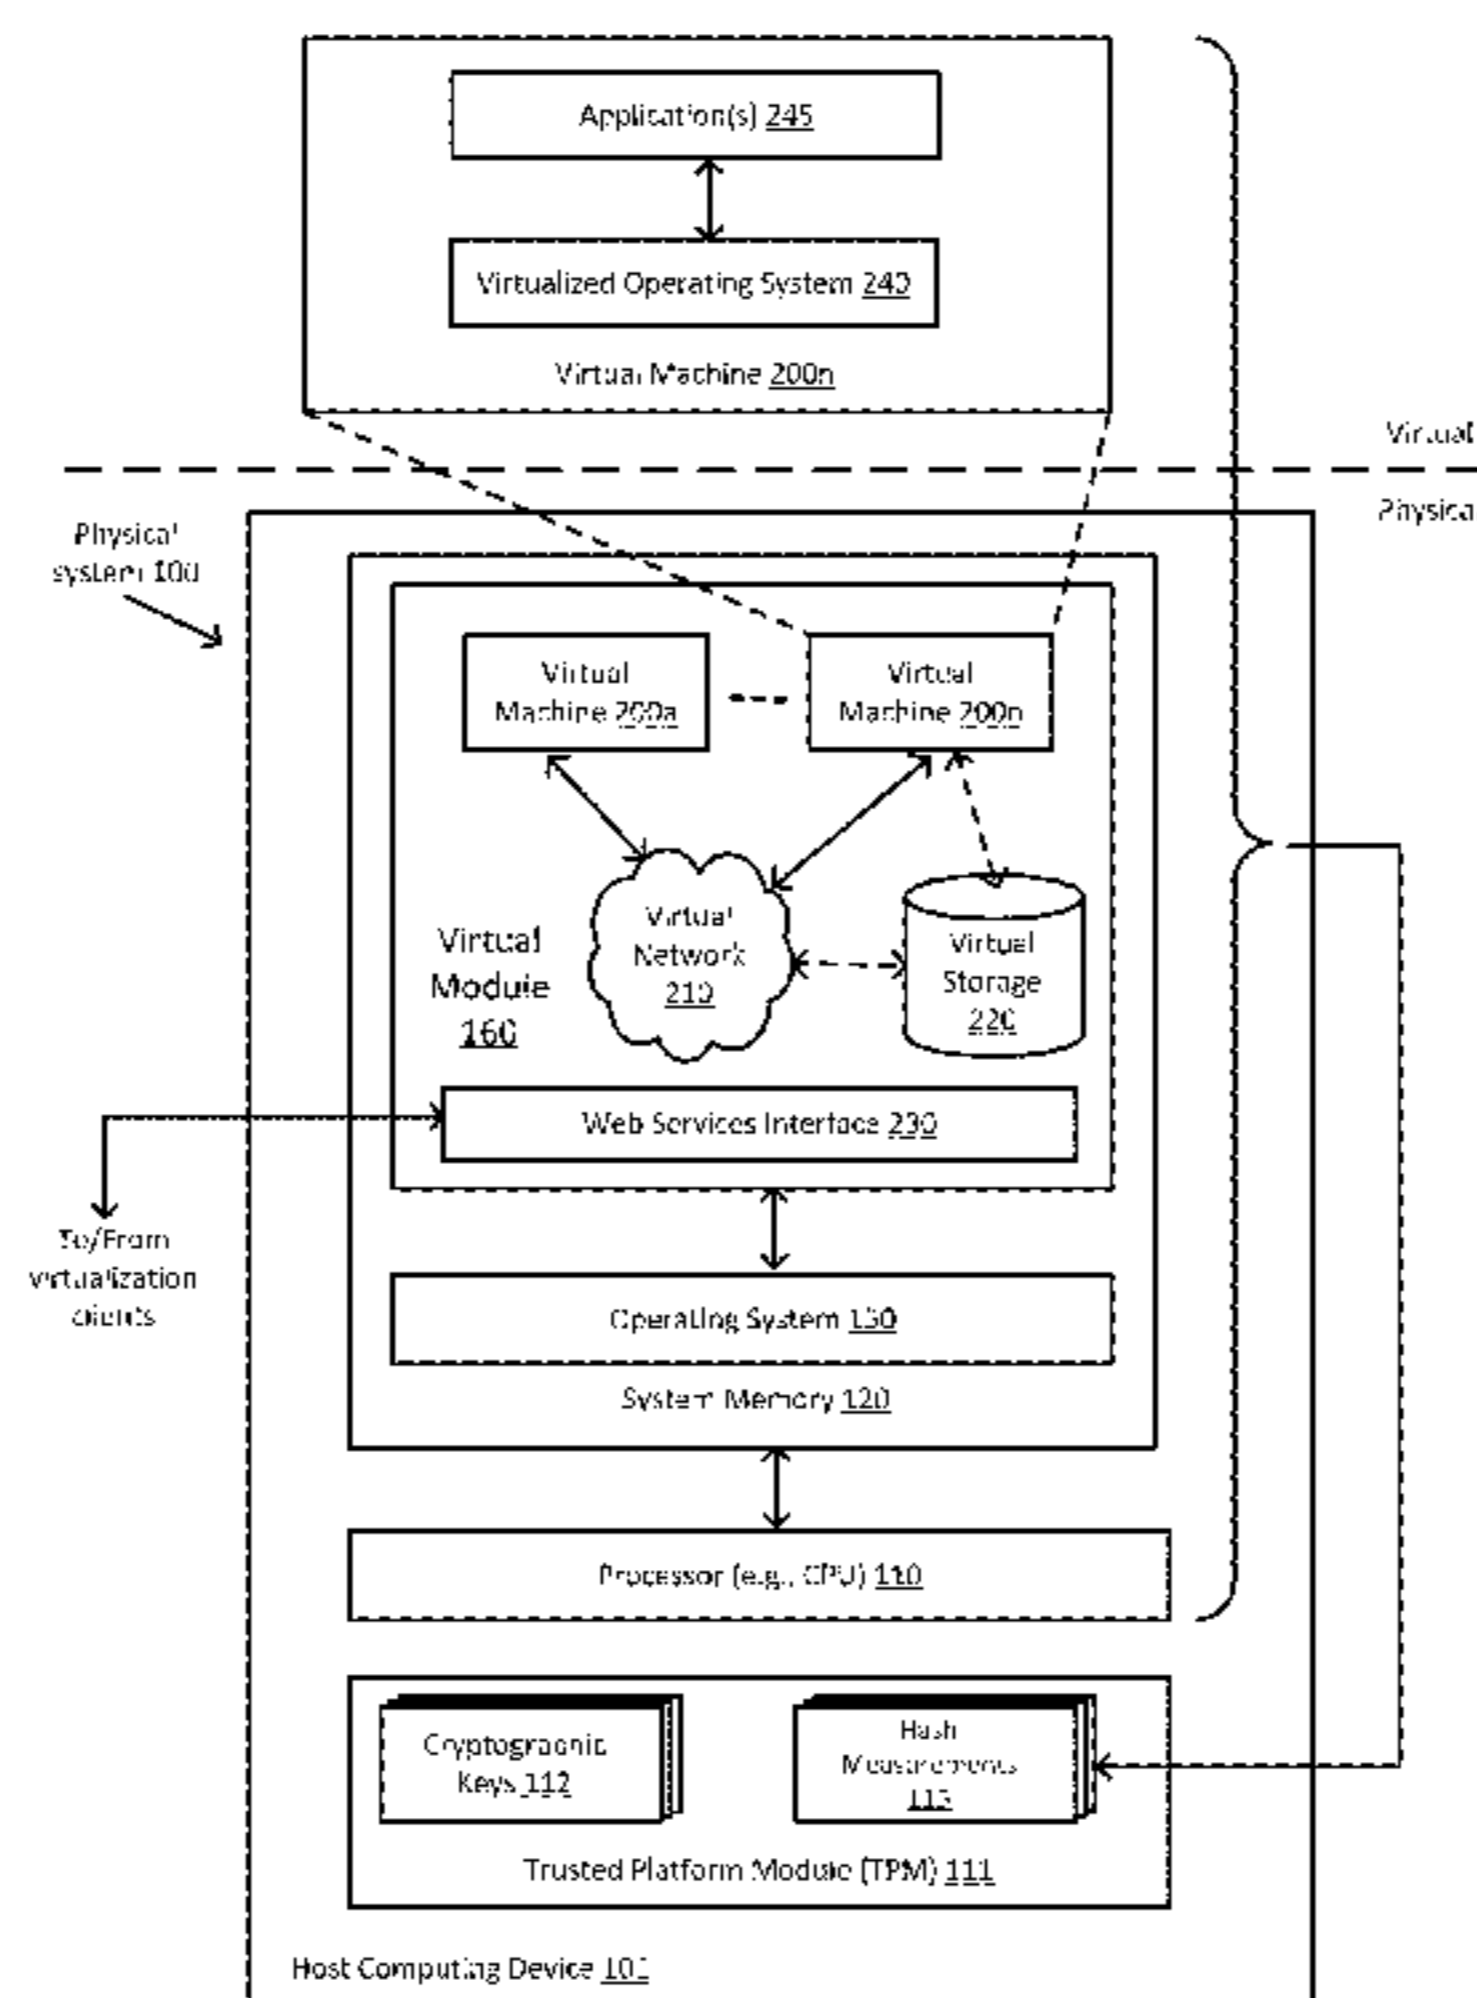 Application(s) 245
Virtualized Operating System 240
Virtual Machine 200n
Virtual
Physica
Physical
system 100
Virtual
Machine 200a
Virtual
Machine 200n
Virtual
Network
210
Virtual
Module
160
Virtual
Storage
220
Web Services Interface 230
To/From
virtualization
clients
Operating System 150
System Memory 120
Processor (e.g., CPU) 110
Cryptographic
Keys 112
Hash
Measurements
113
Trusted Platform Module (TPM) 111
Host Computing Device 101